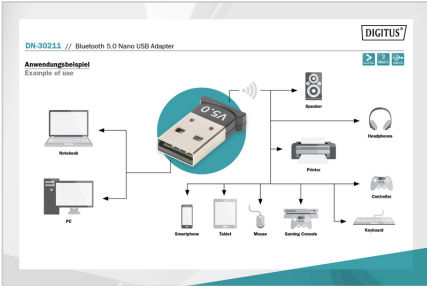 DIGITUS®
DN-30211 // Bluetooth 5.0 Nano USB Adapter
Anwendungsbeispiel
Example of use
V5.0
Speaker
Notebook
Headphones
Printer
PC
Controller
Smartphone
Tablet
Mouse
Gaming Console
Keyboard